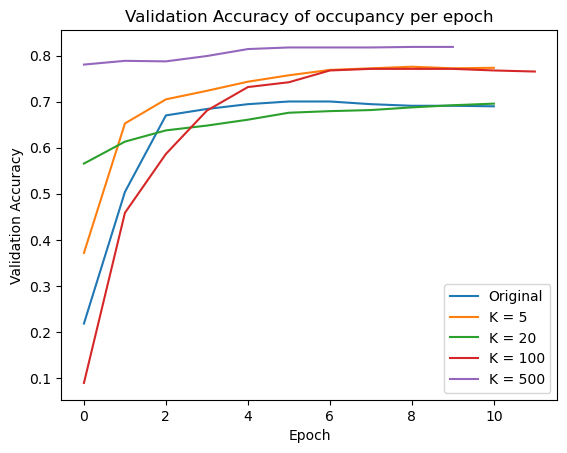 Validation Accuracy of occupancy per epoch
Validation Accuracy
0.8
0.7
0.6
0.5
0.4
0.3
0.2
0.1
Original
K = 5
K = 20
K = 100
K = 500
0 2 4 6 8 10
Epoch